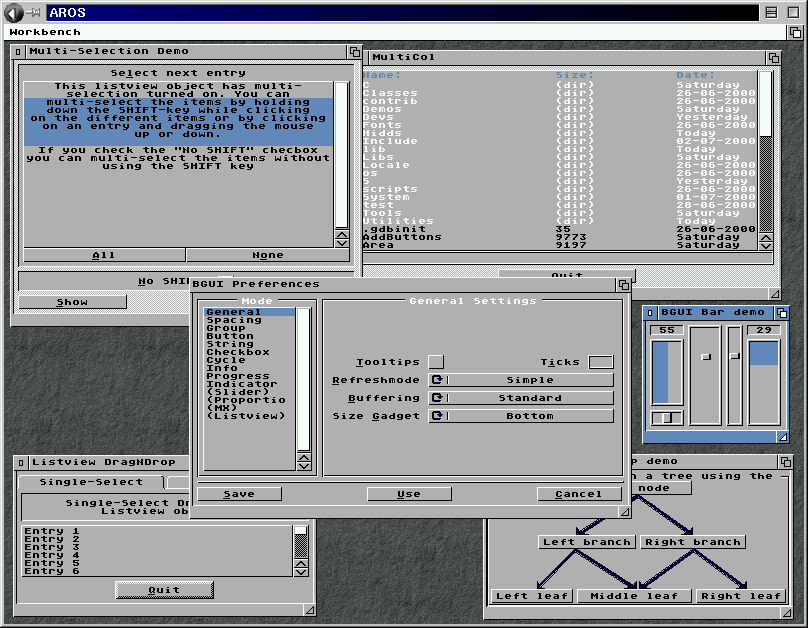 AROS
Workbench
Multi-Selection Demo
Select next entry
This listview object has multi-
selection turned on. You can
multi-select the items by holding
down the SHIFT-key while clicking
on the different items or by clicking
on an entry and dragging the mouse
up or down.
If you check the "No SHIFT" checbox
you can multi-select the items without
using the SHIFT key
All None
No SHI
Show
MultiCol
Name: Size: Date:
C (dir) Saturday
Classes (dir) 26-06-2000
contrib (dir) 26-06-2000
Demos (dir) Saturday
Devs (dir) Yesterday
Fonts (dir) 26-06-2000
Hidds (dir) Today
Include (dir) 02-07-2000
lib (dir) Today
Libs (dir) Saturday
Locale (dir) 26-06-2000
os (dir) 26-06-2000
S (dir) Yesterday
scripts (dir) 26-06-2000
System (dir) 01-07-2000
test (dir) 28-06-2000
Tools (dir) Saturday
Utilities (dir) 26-06-2000
.gdbinit 35 26-06-2000
AddButtons 9773 Saturday
Area 9197 Saturday
Quit
BGUI Preferences
Mode
General
Spacing
Group
Button
String
Checkbox
Cycle
Info
Progress
Indicator
(Slider)
(Proportio
(MX)
(Listview)
General Settings
Tooltips Ticks
Refreshmode Simple
Buffering Standard
Size Gadget Bottom
Save Use Cancel
BGUI Bar demo
55 29
Listview DragNDrop
Single-Select
Single-Select Dr
Listview ob
Entry 1
Entry 2
Entry 3
Entry 4
Entry 5
Entry 6
Quit
p demo
n a tree using the
node
Left branch Right branch
Left leaf Middle leaf Right leaf